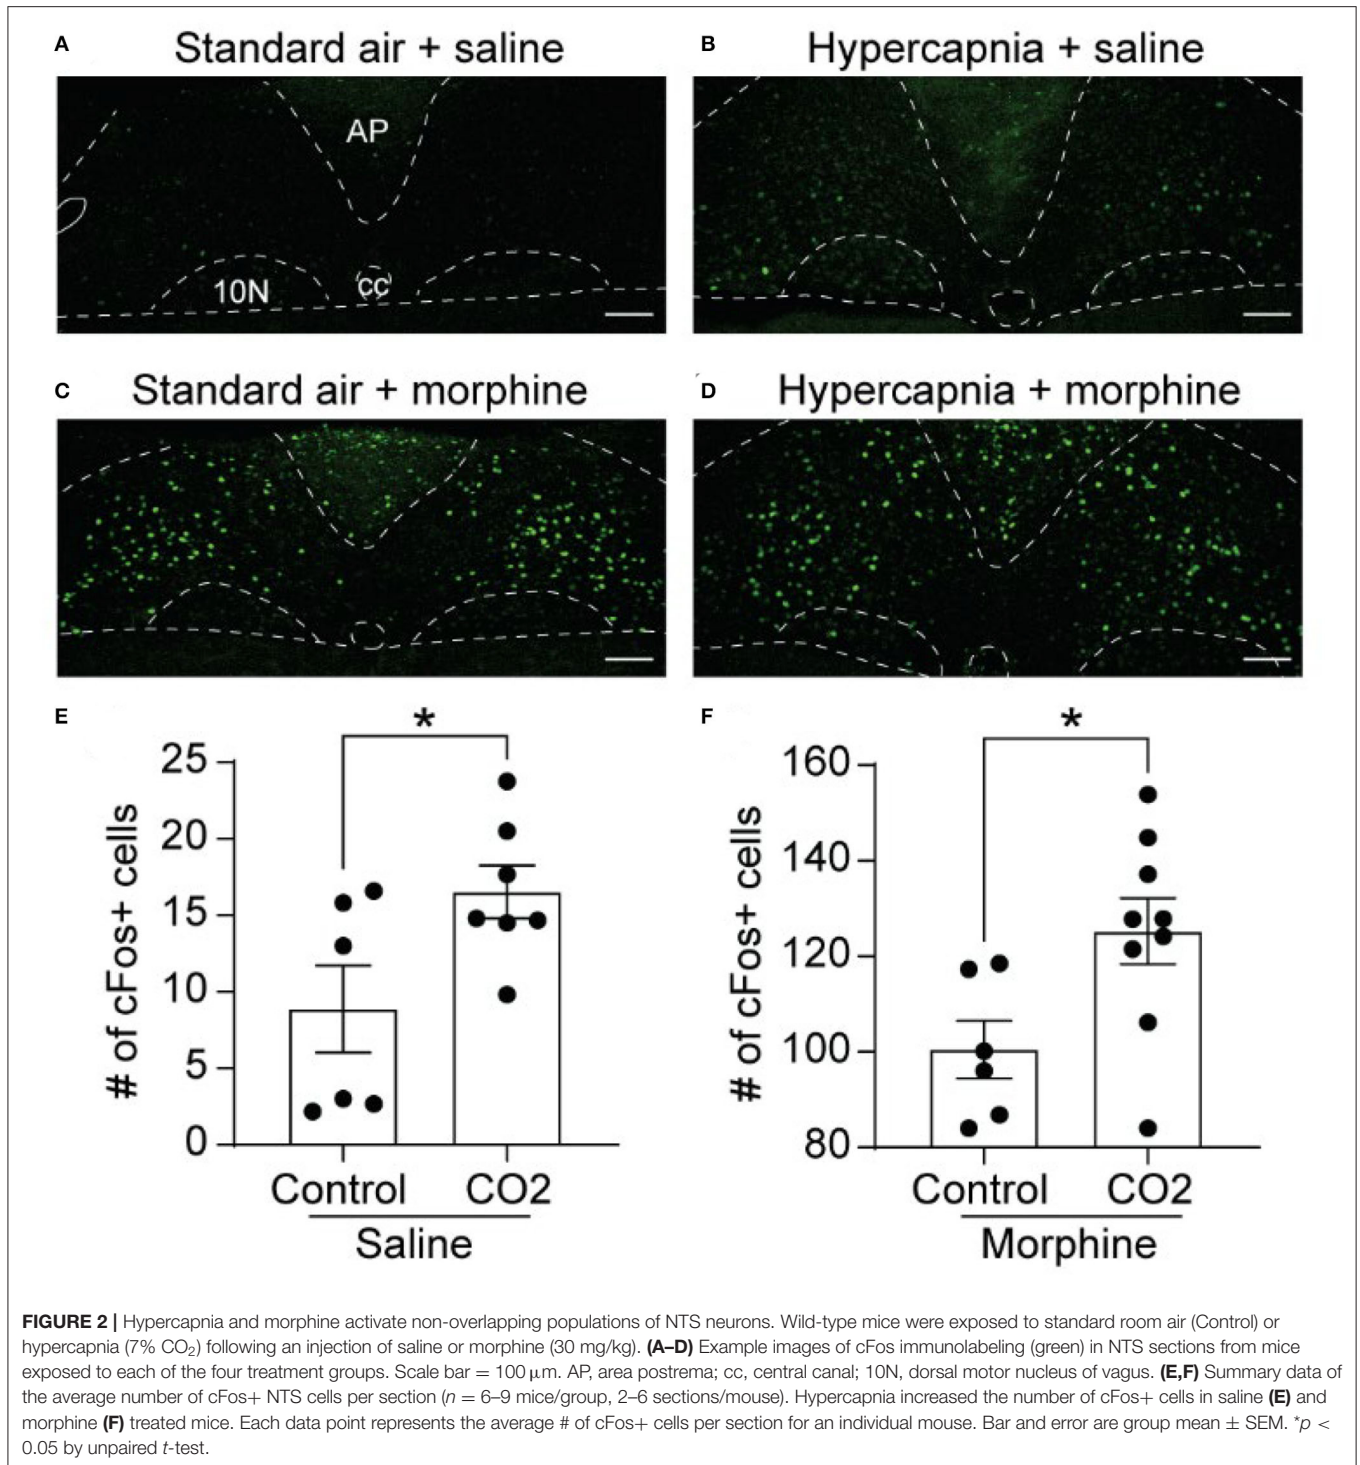 A
Standard air + saline
B
Hypercapnia + saline
AP
10N
cc
C
Standard air + morphine
D
Hypercapnia + morphine
E
*
25
20
15
10
5
0
# of cFos+ cells
Control
CO2
Saline
F
*
160
140
120
100
80
# of cFos+ cells
Control
CO2
Morphine
FIGURE 2 | Hypercapnia and morphine activate non-overlapping populations of NTS neurons. Wild-type mice were exposed to standard room air (Control) or
hypercapnia (7% CO₂) following an injection of saline or morphine (30 mg/kg). (A–D) Example images of cFos immunolabeling (green) in NTS sections from mice
exposed to each of the four treatment groups. Scale bar = 100 μm. AP, area postrema; cc, central canal; 10N, dorsal motor nucleus of vagus. (E,F) Summary data of
the average number of cFos+ NTS cells per section (n = 6–9 mice/group, 2–6 sections/mouse). Hypercapnia increased the number of cFos+ cells in saline (E) and
morphine (F) treated mice. Each data point represents the average # of cFos+ cells per section for an individual mouse. Bar and error are group mean ± SEM. *p <
0.05 by unpaired t-test.